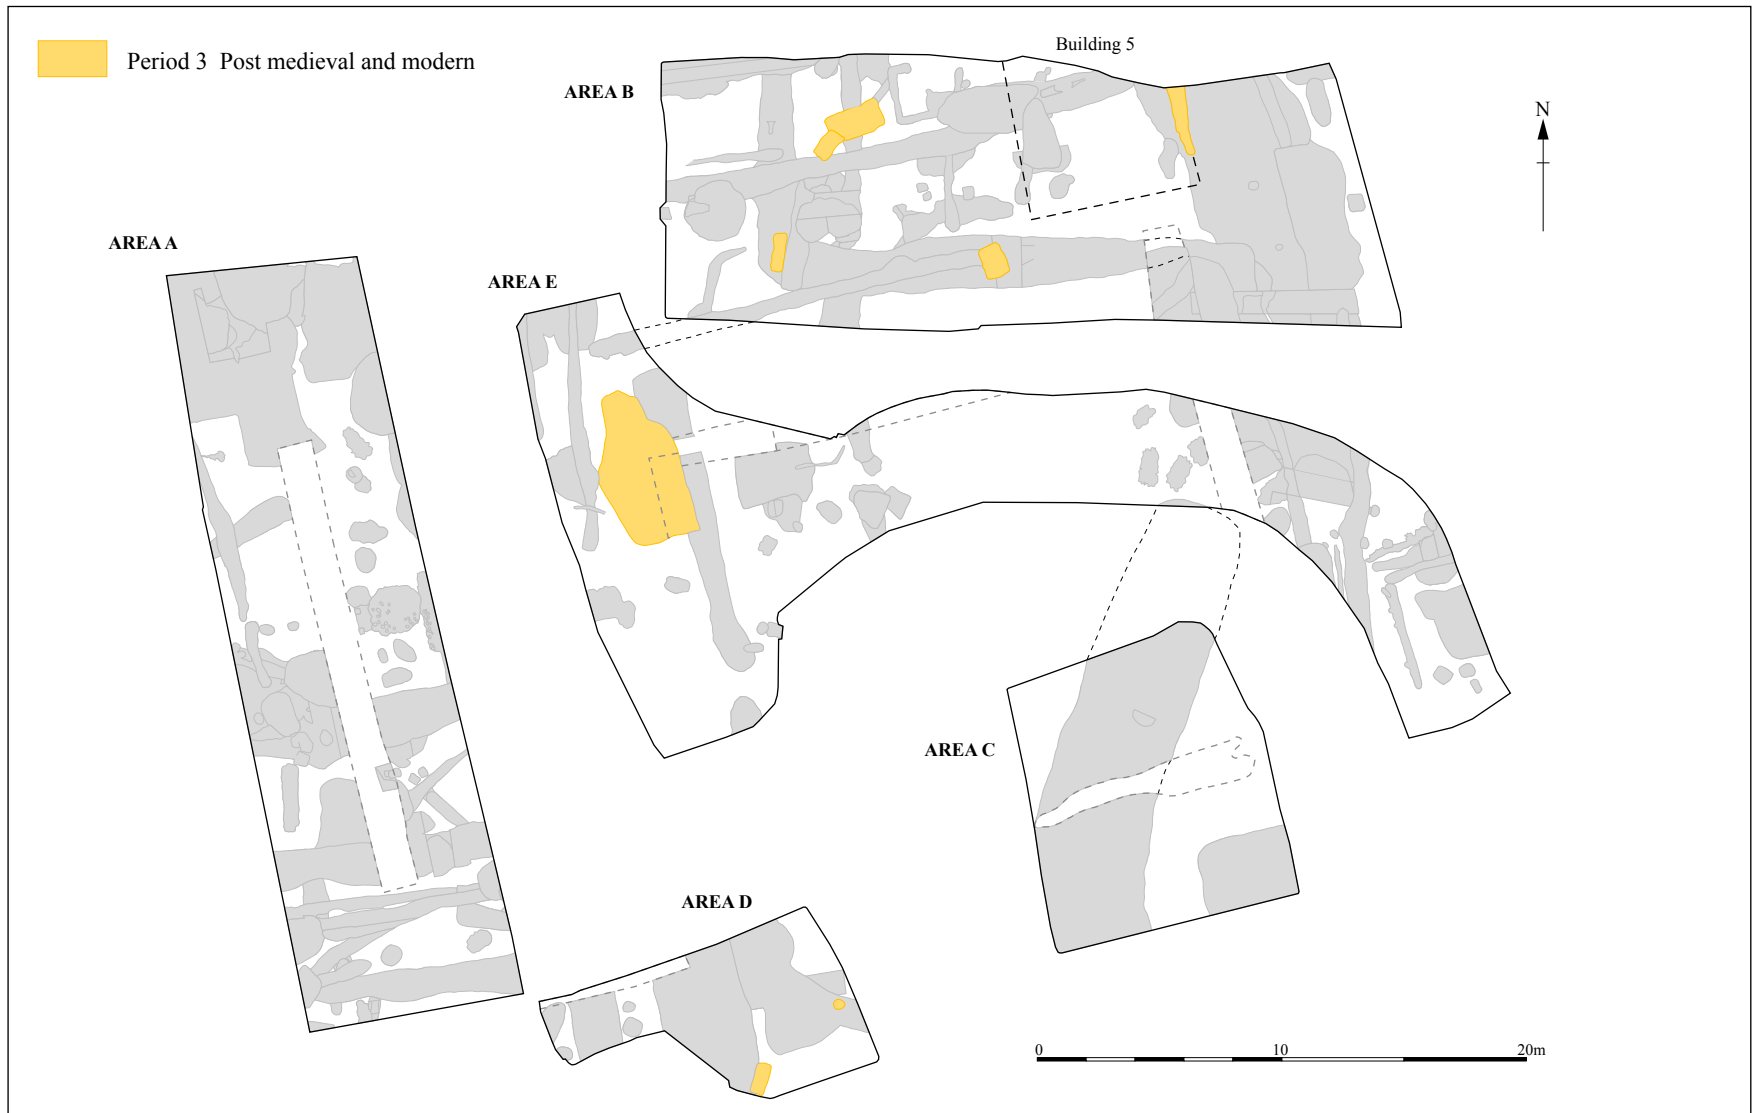 Building 5
Period 3 Post medieval and modern
AREA B
N
AREA A
AREA E
AREA C
AREA D
0 10 20m